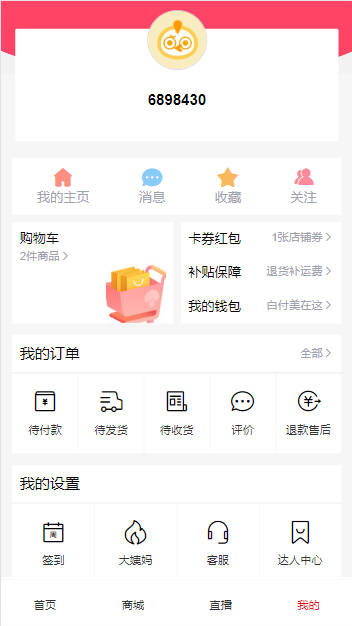 6898430
我的主页 消息 收藏 关注
购物车
2件商品
卡券红包 1张店铺券
补贴保障 退货补运费
我的钱包 白付美在这
我的订单 全部
¥ ¥
待付款 待发货 待收货 评价 退款售后
我的设置
周
签到 大姨妈 客服 达人中心
首页 商城 直播 我的